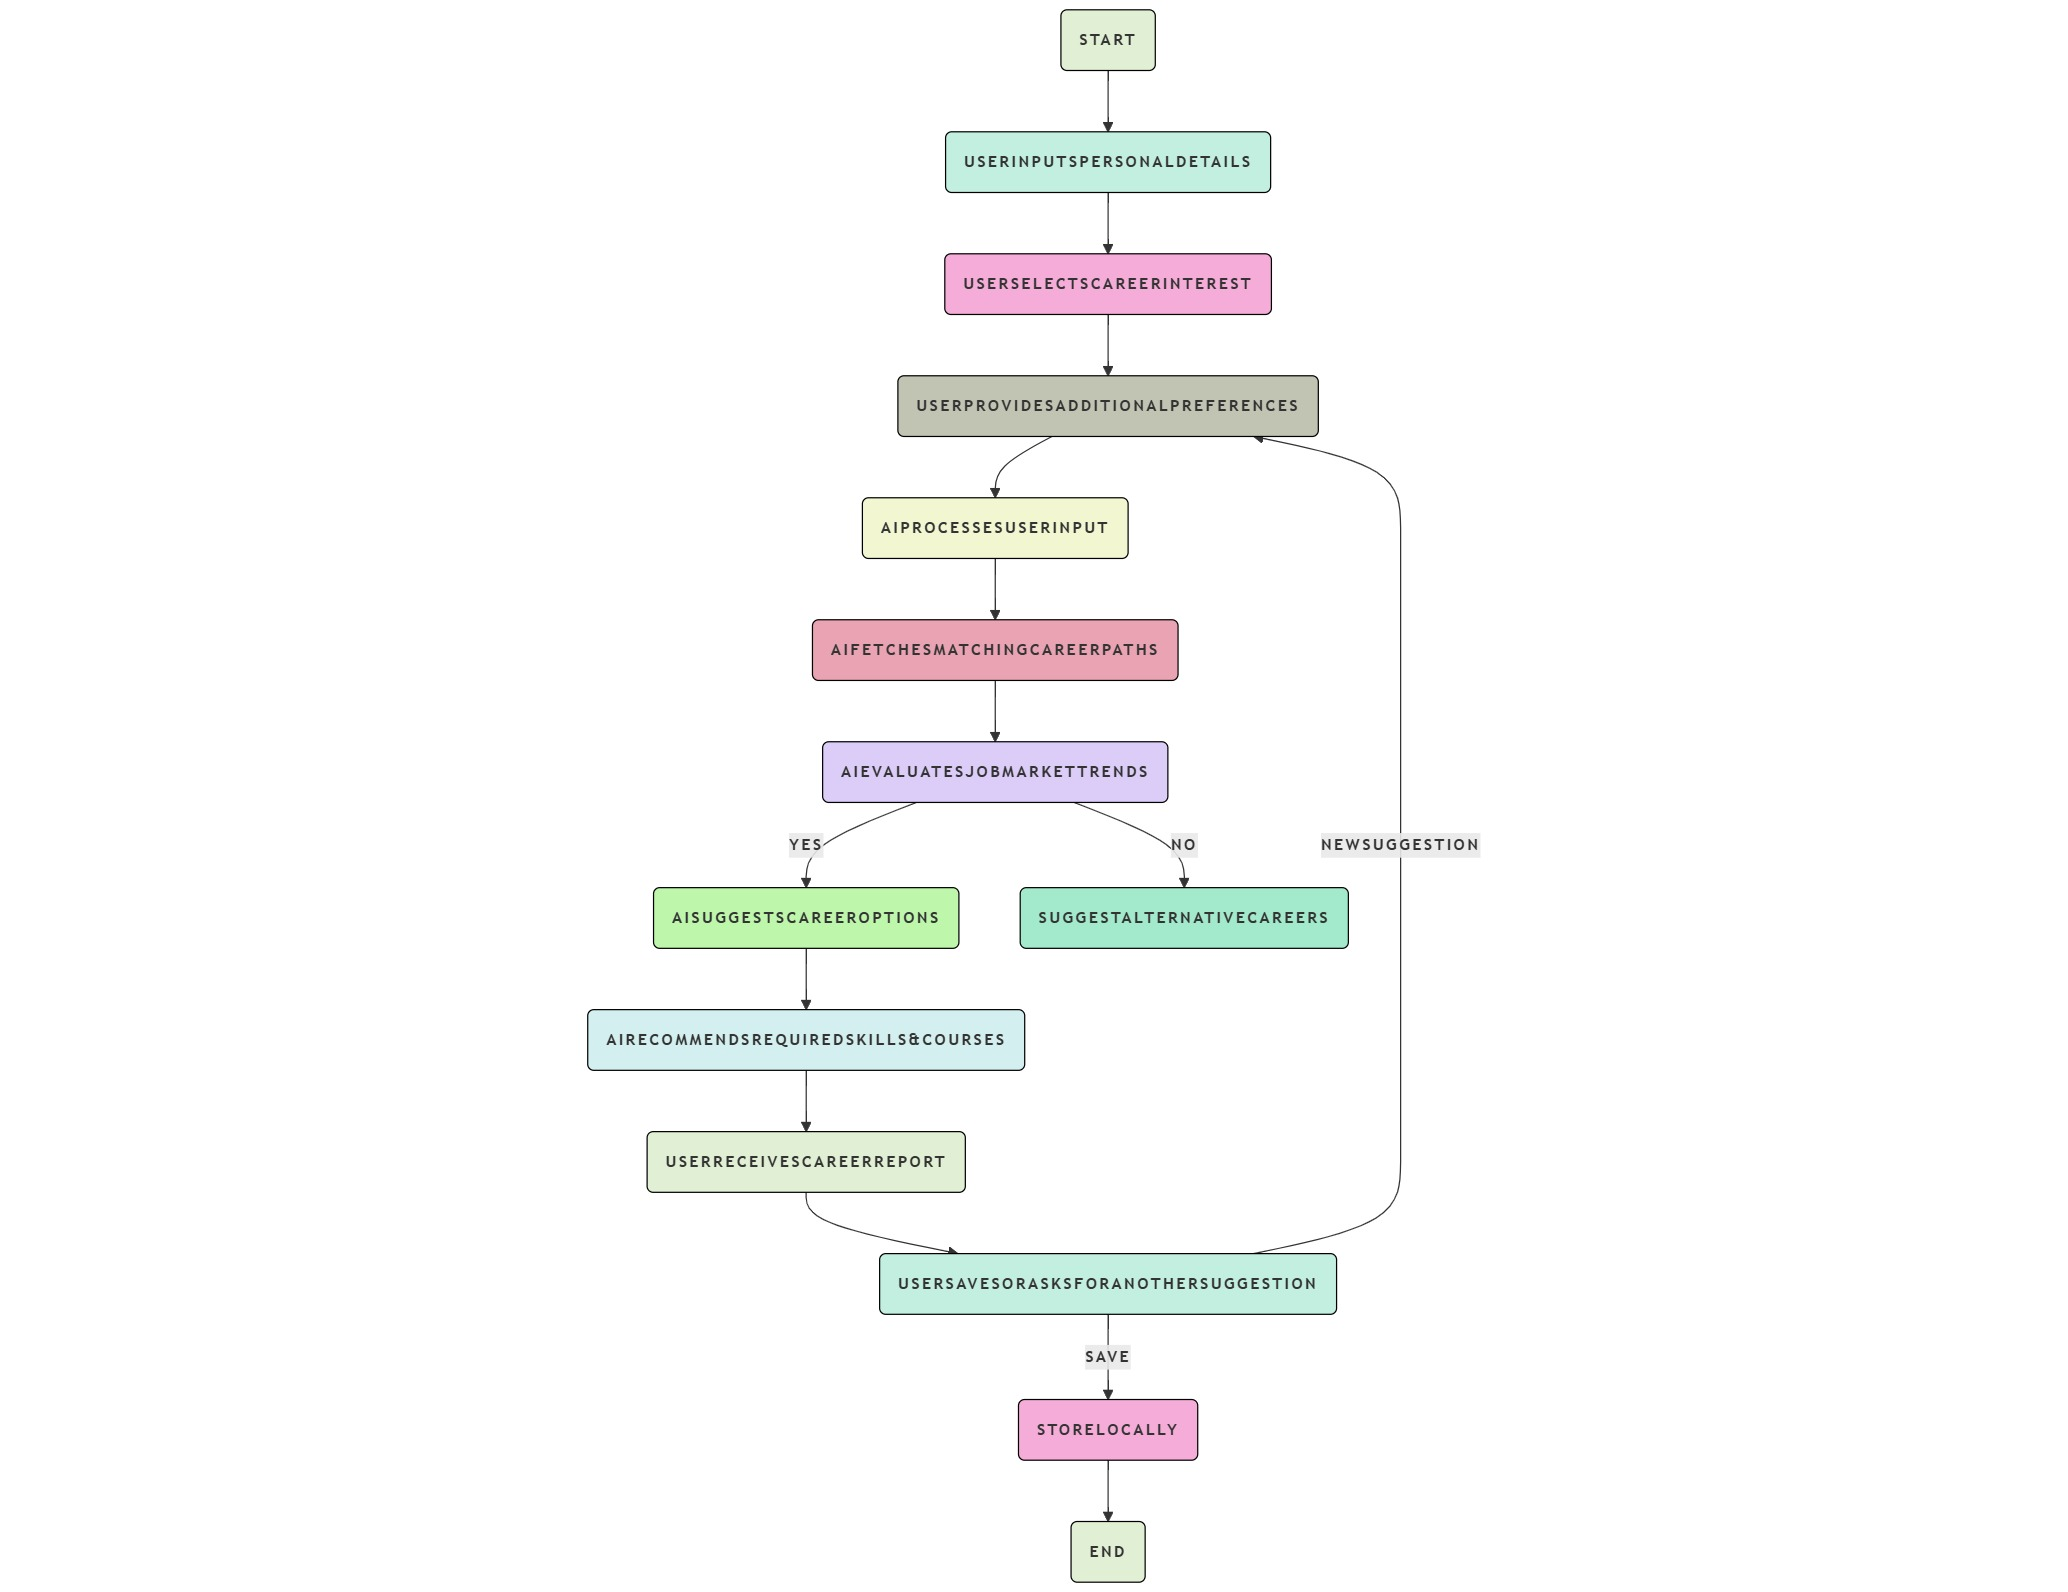 START
USERINPUTSPERSONALDETAILS
USERSELECTSCAREERINTEREST
USERPROVIDESADDITIONALPREFERENCES
AIPROCESSESUSERINPUT
AIFETCHESMATCHINGCAREERPATHS
AIEVALUATESJOBMARKETTRENDS
YES
NO
NEWSUGGESTION
AISUGGESTSCAREEROPTIONS
SUGGESTALTERNATIVECAREERS
AIRECOMMENDSREQUIREDSKILLS&COURSES
USERRECEIVESCAREERREPORT
USERSAVESORASKSFORANOTHERSUGGESTION
SAVE
STORELOCALLY
END